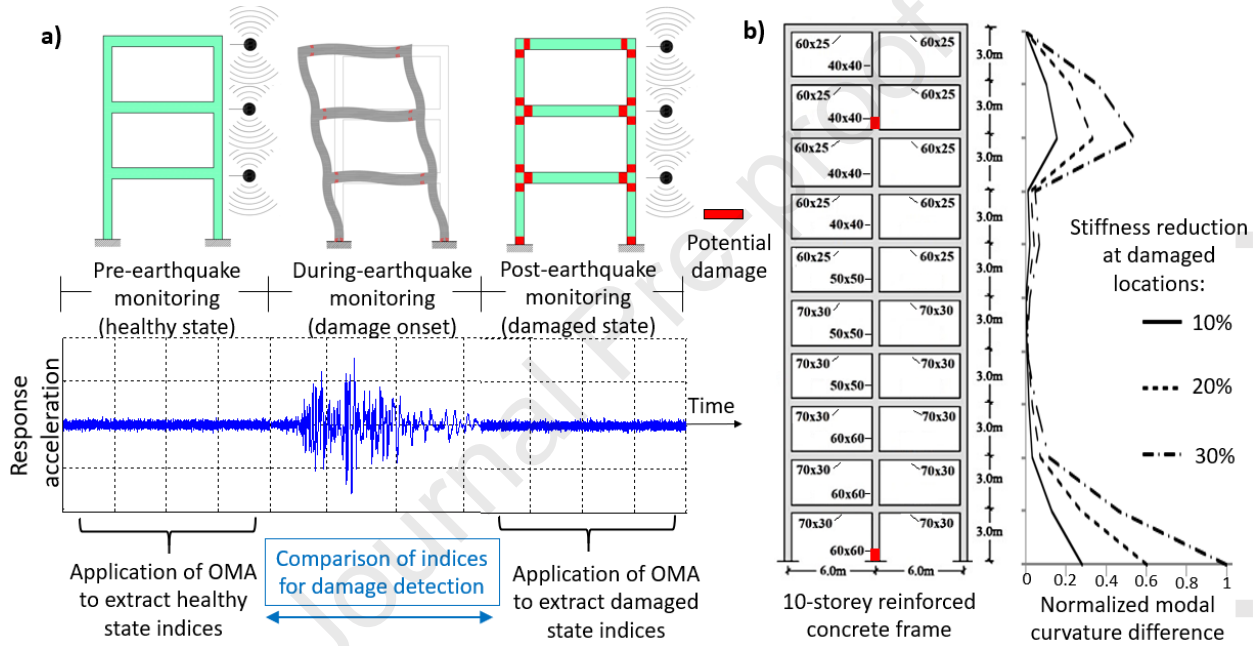 a)
Pre-earthquake
monitoring
(healthy state)
During-earthquake
monitoring
(damage onset)
Post-earthquake
monitoring
(damaged state)
Potential
damage
Response
acceleration
Time
Application of OMA
to extract healthy
state indices
Comparison of indices
for damage detection
Application of OMA
to extract damaged
state indices
b)
60x25 60x25 3.0m
40x40
60x25 60x25 3.0m
40x40
60x25 60x25 3.0m
40x40
60x25 60x25 3.0m
40x40
60x25 60x25 3.0m
50x50
70x30 70x30 3.0m
50x50
70x30 70x30 3.0m
50x50
70x30 70x30 3.0m
60x60
70x30 70x30 3.0m
60x60
70x30 70x30 3.0m
60x60
6.0m 6.0m
10-storey reinforced
concrete frame
Stiffness reduction
at damaged
locations:
10%
20%
30%
0 0.2 0.4 0.6 0.8 1
Normalized modal
curvature difference
Journal Pre-proof